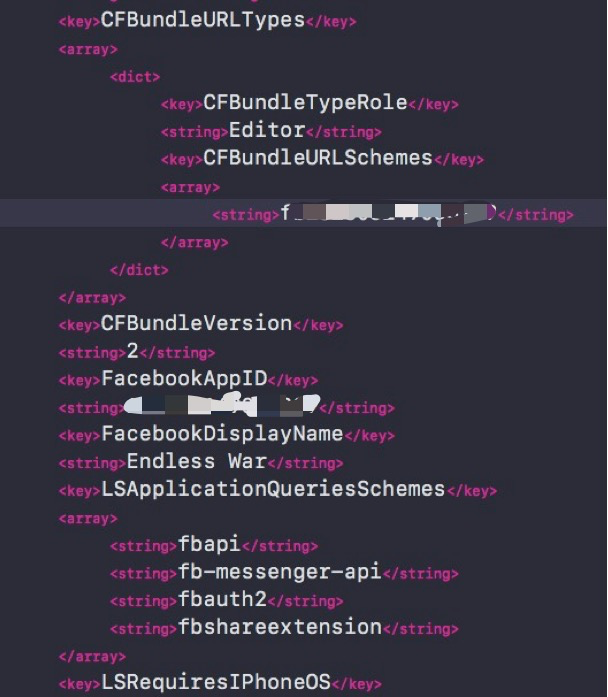 <key>CFBundleURLTypes</key>
<array>
<dict>
<key>CFBundleTypeRole</key>
<string>Editor</string>
<key>CFBundleURLSchemes</key>
<array>
<string>f</string>
</array>
</dict>
</array>
<key>CFBundleVersion</key>
<string>2</string>
<key>FacebookAppID</key>
<string></string>
<key>FacebookDisplayName</key>
<string>Endless War</string>
<key>LSApplicationQueriesSchemes</key>
<array>
<string>fbapi</string>
<string>fb-messenger-api</string>
<string>fbauth2</string>
<string>fbshareextension</string>
</array>
<key>LSRequiresIPhoneOS</key>